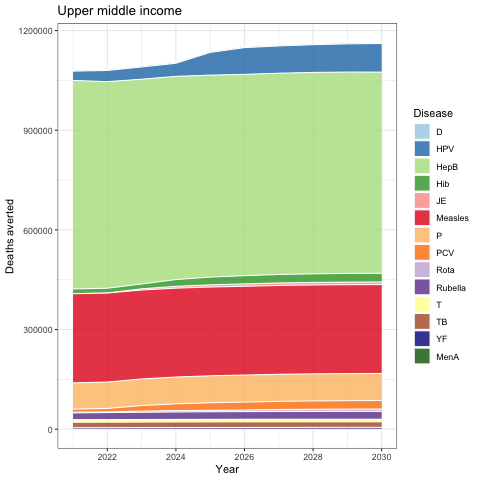 Upper middle income
1200000
900000
600000
300000
0
Deaths averted
2022
2024
2026
2028
2030
Year
Disease
D
HPV
HepB
Hib
JE
Measles
P
PCV
Rota
Rubella
T
TB
YF
MenA